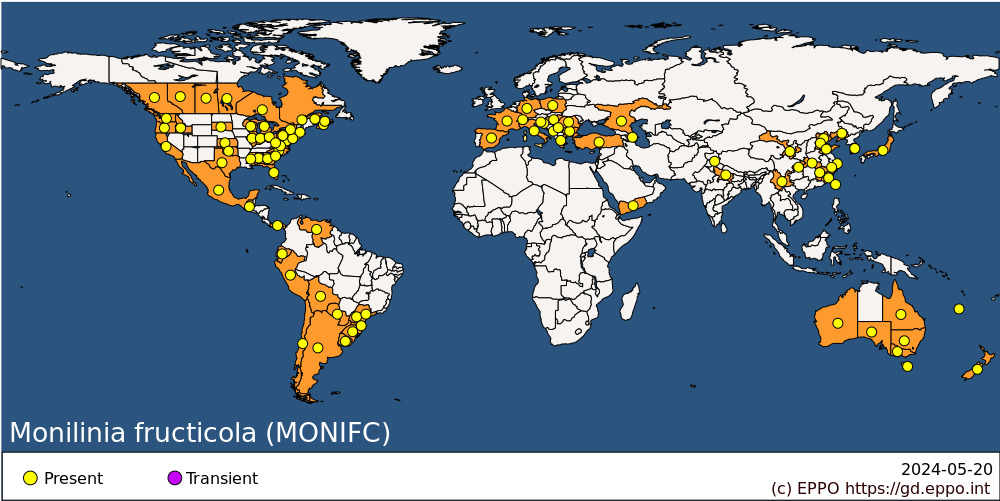 Monilinia fructicola (MONIFC)
Present
Transient
2024-05-20
(c) EPPO https://gd.eppo.int